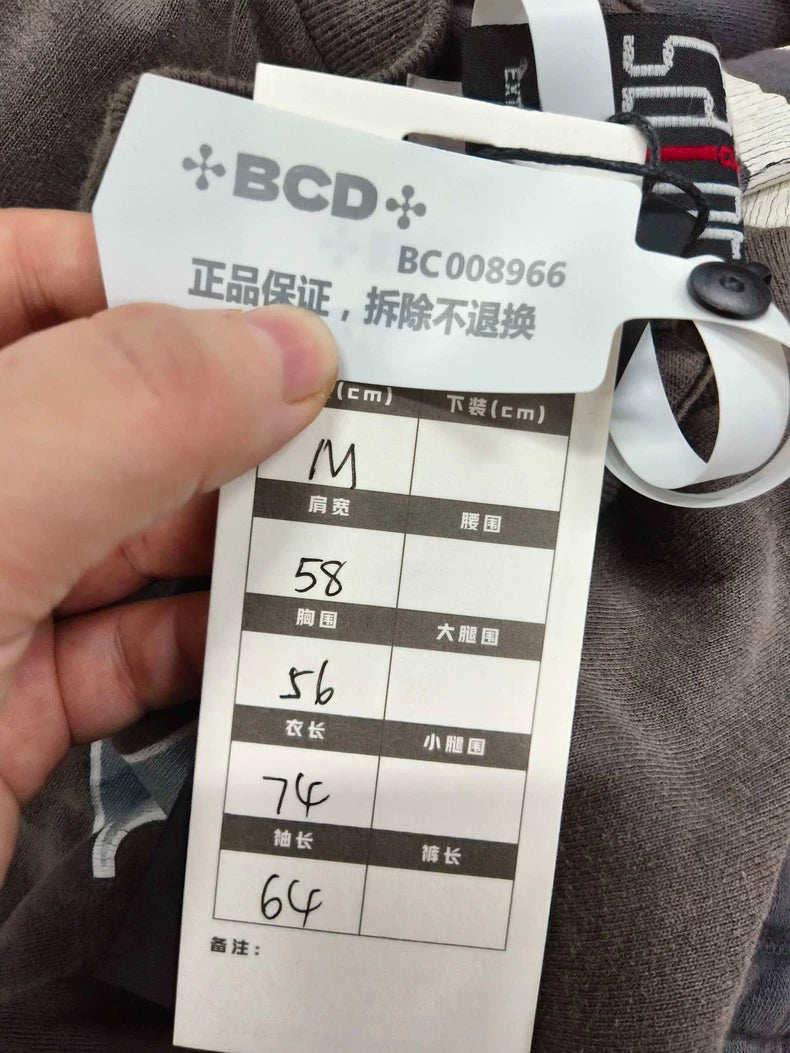 BCD
BC008966
正品保证，拆除不退换
(cm) 下装(cm)
M
肩宽 腰围
58
胸围 大腿围
56
衣长 小腿围
74
袖长 裤长
64
备注：